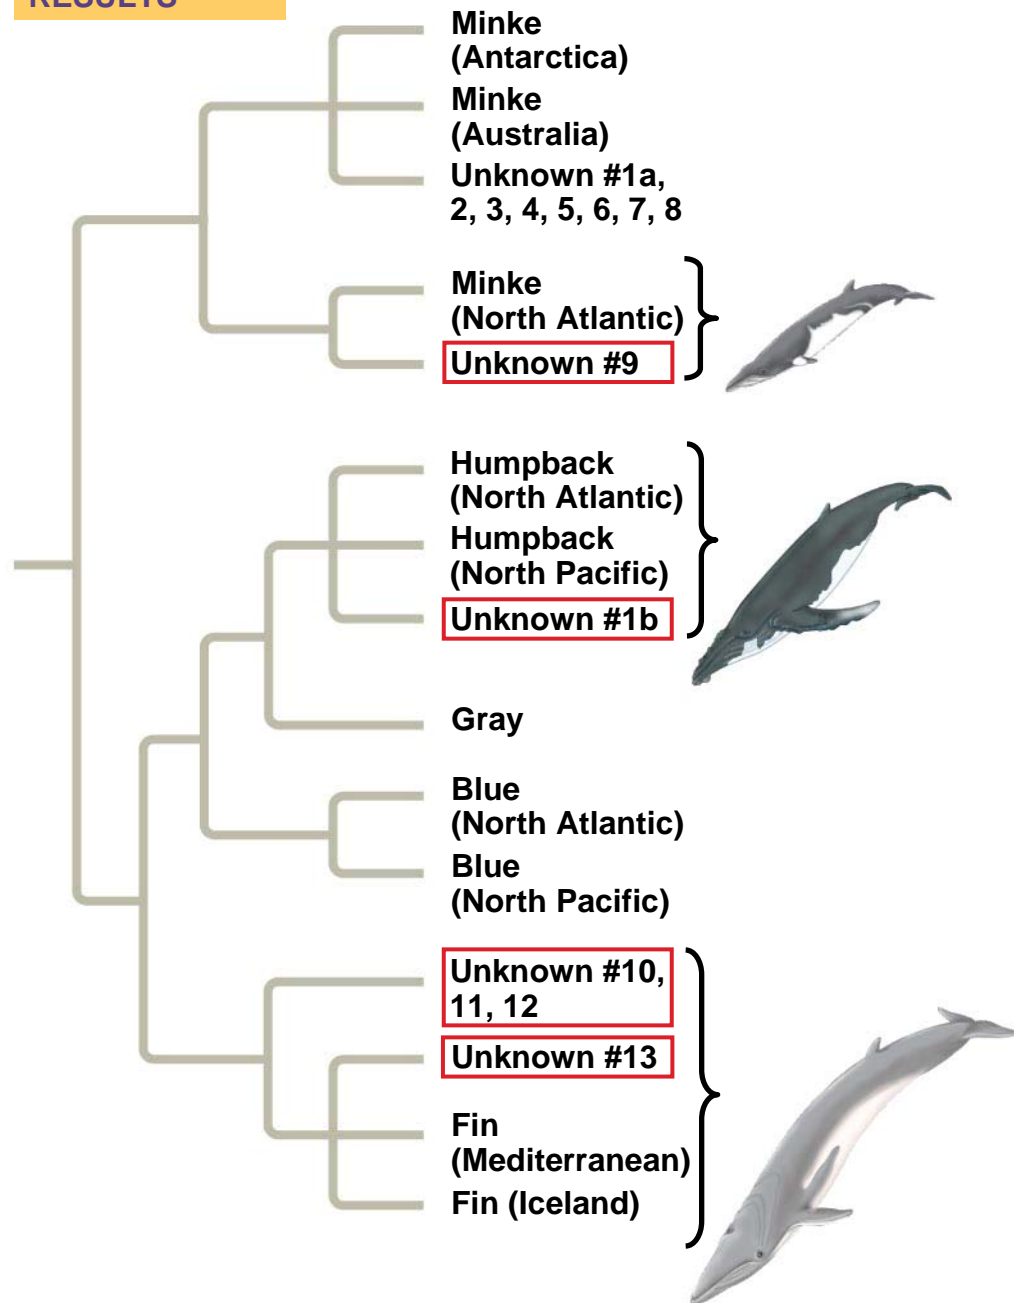 RESULTS
Minke
(Antarctica)
Minke
(Australia)
Unknown #1a,
2, 3, 4, 5, 6, 7, 8
Minke
(North Atlantic)
Unknown #9
Humpback
(North Atlantic)
Humpback
(North Pacific)
Unknown #1b
Gray
Blue
(North Atlantic)
Blue
(North Pacific)
Unknown #10,
11, 12
Unknown #13
Fin
(Mediterranean)
Fin (Iceland)